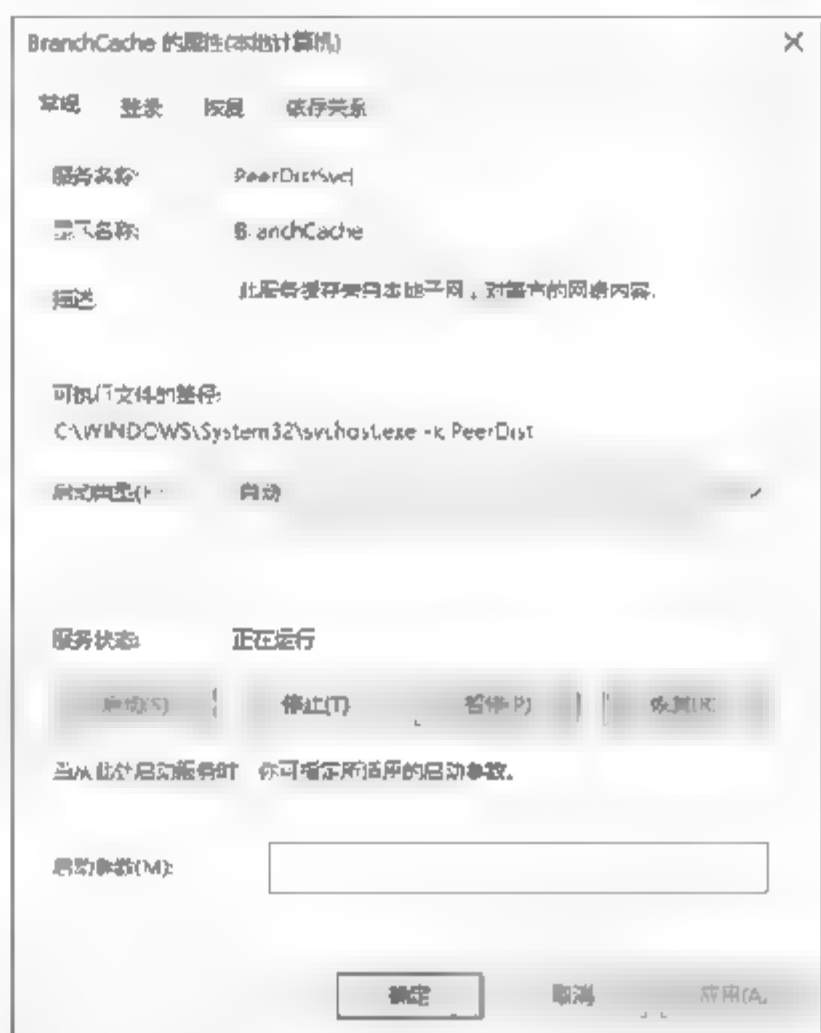 BranchCache 的属性(本地计算机)
常规 登录 恢复 依存关系
服务名称: PeerDistSvc
显示名称: BranchCache
描述: 此服务缓存来自本地子网,对等方的网络内容。
可执行文件的路径:
C:\WINDOWS\System32\svchost.exe -k PeerDist
启动类型(E): 自动
服务状态: 正在运行
启动(S) 停止(T) 暂停(P) 恢复(R)
当从此处启动服务时,你可指定所适用的启动参数。
启动参数(M):
确定 取消 应用(A)